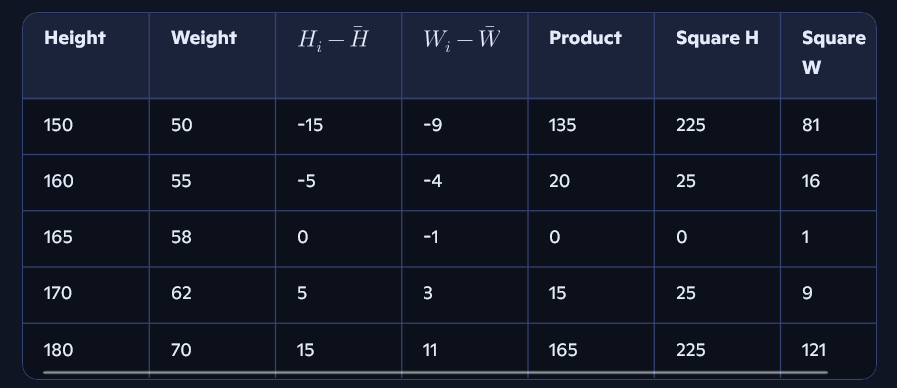 Height Weight H_i − H̄ W_i − W̄ Product Square H Square
W
150 50 -15 -9 135 225 81
160 55 -5 -4 20 25 16
165 58 0 -1 0 0 1
170 62 5 3 15 25 9
180 70 15 11 165 225 121